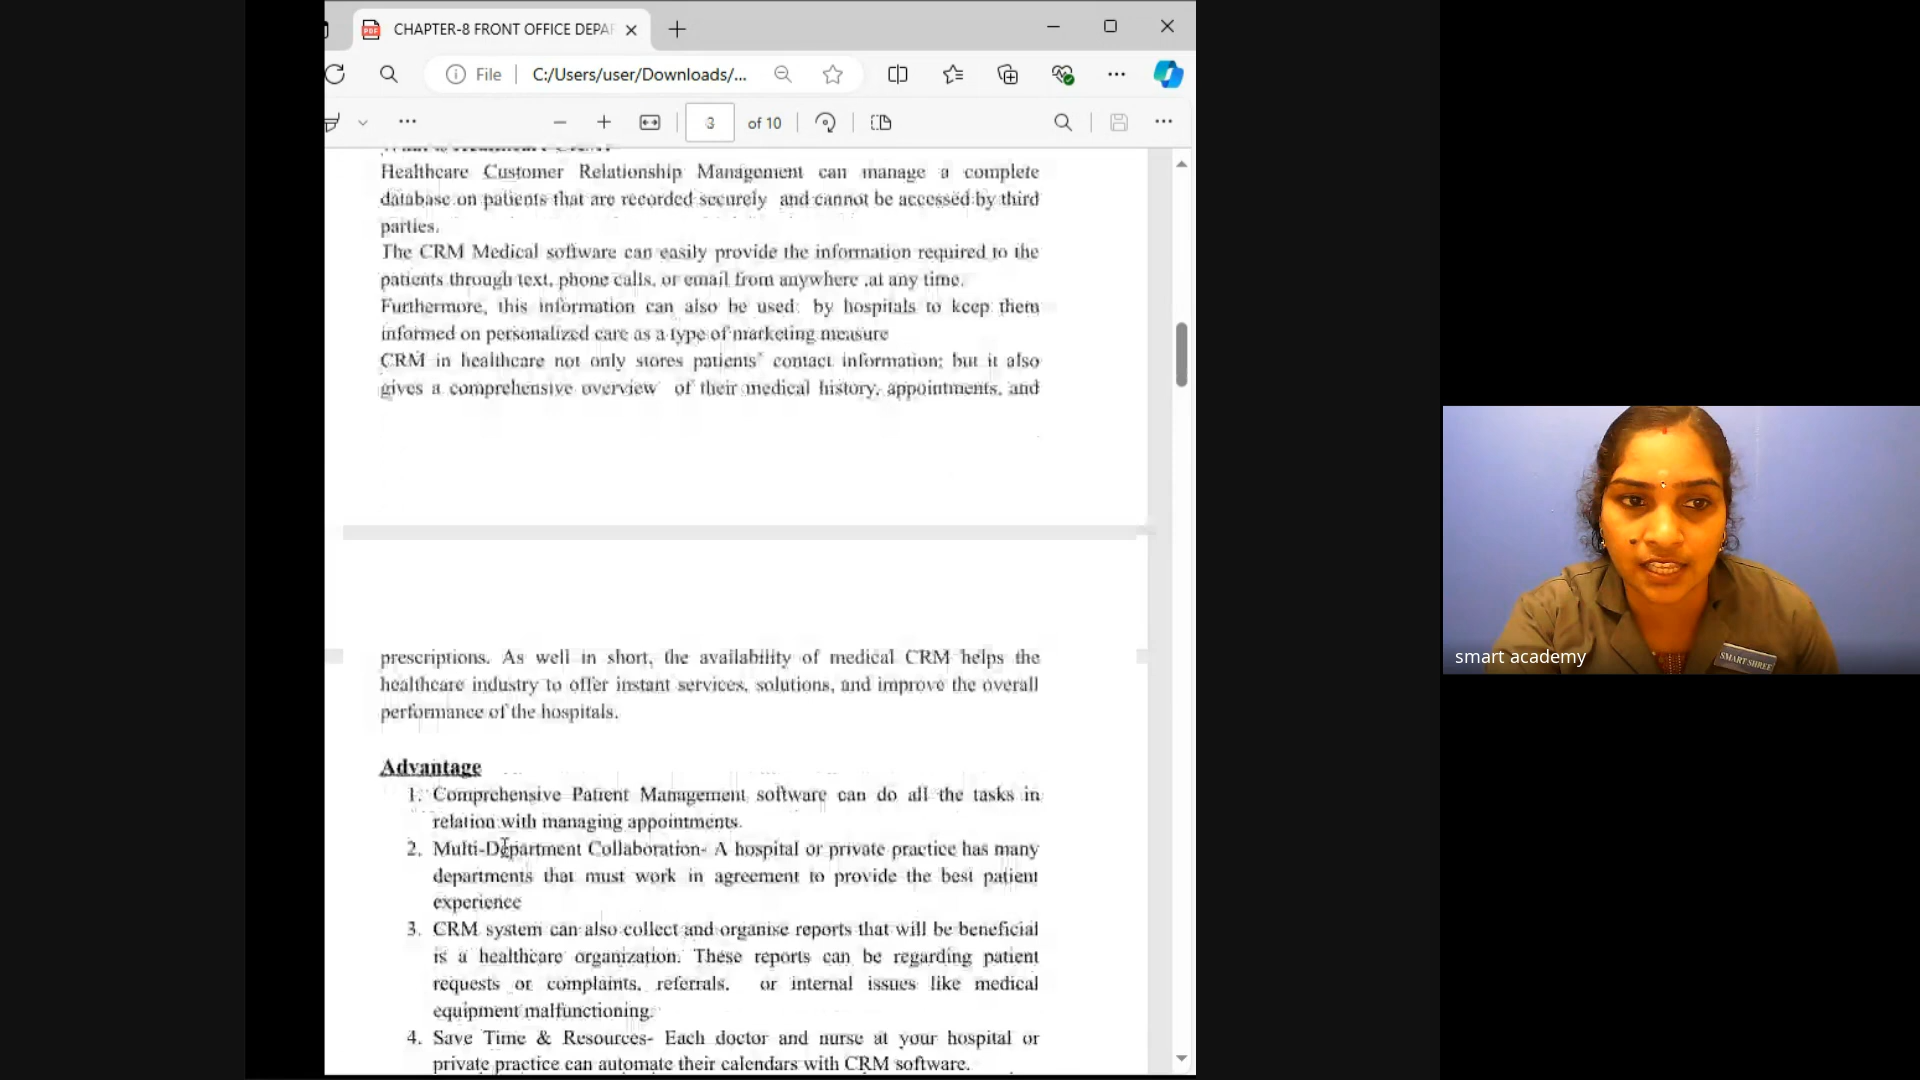 CHAPTER-8 FRONT OFFICE DEPAR
File
C:/Users/user/Downloads/...
3 of 10
Healthcare Customer Relationship Management can manage a complete
database on patients that are recorded securely and cannot be accessed by third
parties.
The CRM Medical software can easily provide the information required to the
patients through text, phone calls, or email from anywhere ,at any time.
Furthermore, this information can also be used by hospitals to keep them
informed on personalized care as a type of marketing measure
CRM in healthcare not only stores patients' contact information; but it also
gives a comprehensive overview of their medical history, appointments, and
prescriptions. As well in short, the availability of medical CRM helps the
healthcare industry to offer instant services, solutions, and improve the overall
performance of the hospitals.
Advantage
1. Comprehensive Patient Management software can do all the tasks in
relation with managing appointments.
2. Multi-Department Collaboration- A hospital or private practice has many
departments that must work in agreement to provide the best patient
experience
3. CRM system can also collect and organise reports that will be beneficial
is a healthcare organization. These reports can be regarding patient
requests or complaints, referrals, or internal issues like medical
equipment malfunctioning.
4. Save Time & Resources- Each doctor and nurse at your hospital or
private practice can automate their calendars with CRM software.
smart academy
SMART SHREE